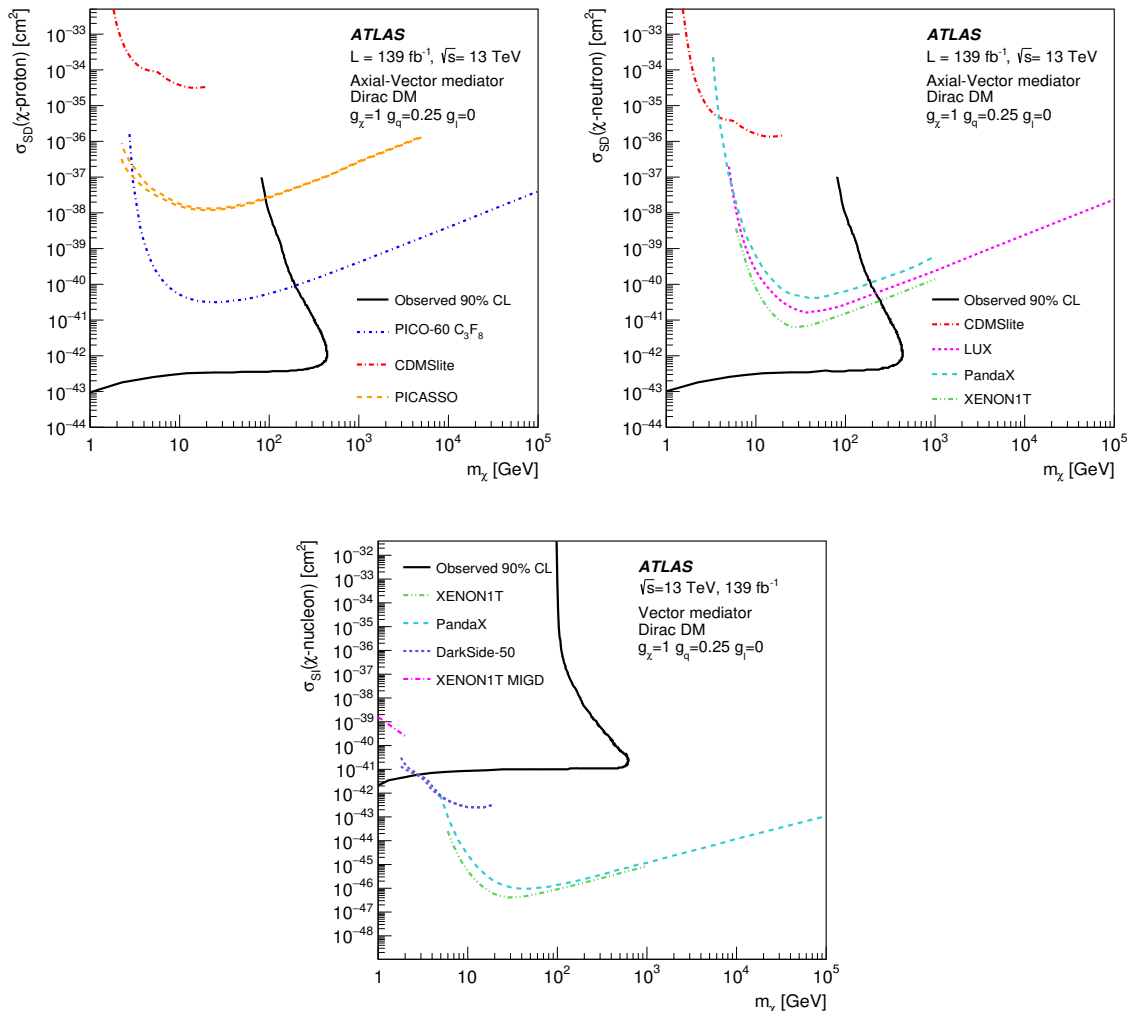 σ_SD(χ-proton) [cm²]
10⁻³³
10⁻³⁴
10⁻³⁵
10⁻³⁶
10⁻³⁷
10⁻³⁸
10⁻³⁹
10⁻⁴⁰
10⁻⁴¹
10⁻⁴²
10⁻⁴³
10⁻⁴⁴
ATLAS
L = 139 fb⁻¹, √s= 13 TeV
Axial-Vector mediator
Dirac DM
g_χ=1 g_q=0.25 g_l=0
Observed 90% CL
PICO-60 C₃F₈
CDMSlite
PICASSO
1 10 10² 10³ 10⁴ 10⁵
m_χ [GeV]
σ_SD(χ-neutron) [cm²]
10⁻³³
10⁻³⁴
10⁻³⁵
10⁻³⁶
10⁻³⁷
10⁻³⁸
10⁻³⁹
10⁻⁴⁰
10⁻⁴¹
10⁻⁴²
10⁻⁴³
10⁻⁴⁴
ATLAS
L = 139 fb⁻¹, √s= 13 TeV
Axial-Vector mediator
Dirac DM
g_χ=1 g_q=0.25 g_l=0
Observed 90% CL
CDMSlite
LUX
PandaX
XENON1T
1 10 10² 10³ 10⁴ 10⁵
m_χ [GeV]
σ_SI(χ-nucleon) [cm²]
10⁻³²
10⁻³³
10⁻³⁴
10⁻³⁵
10⁻³⁶
10⁻³⁷
10⁻³⁸
10⁻³⁹
10⁻⁴⁰
10⁻⁴¹
10⁻⁴²
10⁻⁴³
10⁻⁴⁴
10⁻⁴⁵
10⁻⁴⁶
10⁻⁴⁷
10⁻⁴⁸
Observed 90% CL
XENON1T
PandaX
DarkSide-50
XENON1T MIGD
ATLAS
√s=13 TeV, 139 fb⁻¹
Vector mediator
Dirac DM
g_χ=1 g_q=0.25 g_l=0
1 10 10² 10³ 10⁴ 10⁵
m_χ [GeV]